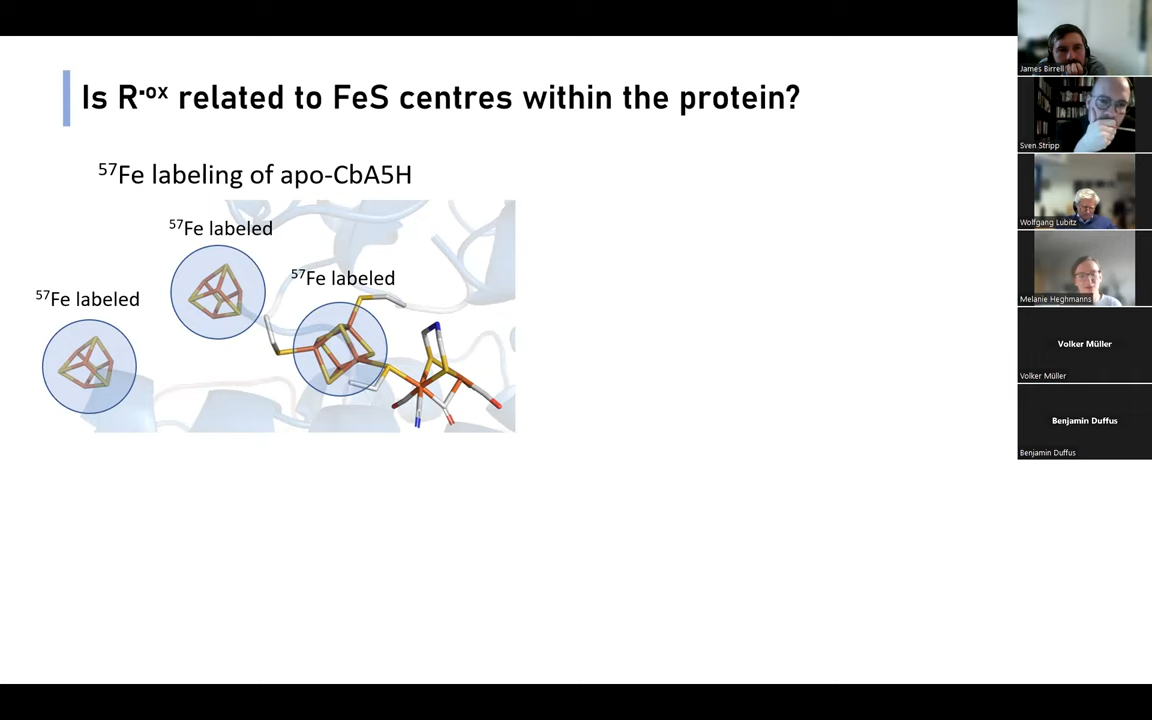 Is R·ox related to FeS centres within the protein?
57Fe labeling of apo-CbA5H
57Fe labeled
57Fe labeled
57Fe labeled
James Birrell
Sven Stripp
Wolfgang Lubitz
Melanie Heghmanns
Volker Müller
Volker Müller
Benjamin Duffus
Benjamin Duffus